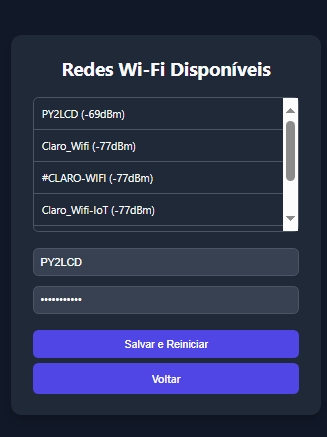 Redes Wi-Fi Disponíveis
PY2LCD (-69dBm)
Claro_Wifi (-77dBm)
#CLARO-WIFI (-77dBm)
Claro_Wifi-IoT (-77dBm)
PY2LCD
•••••••••••
Salvar e Reiniciar
Voltar